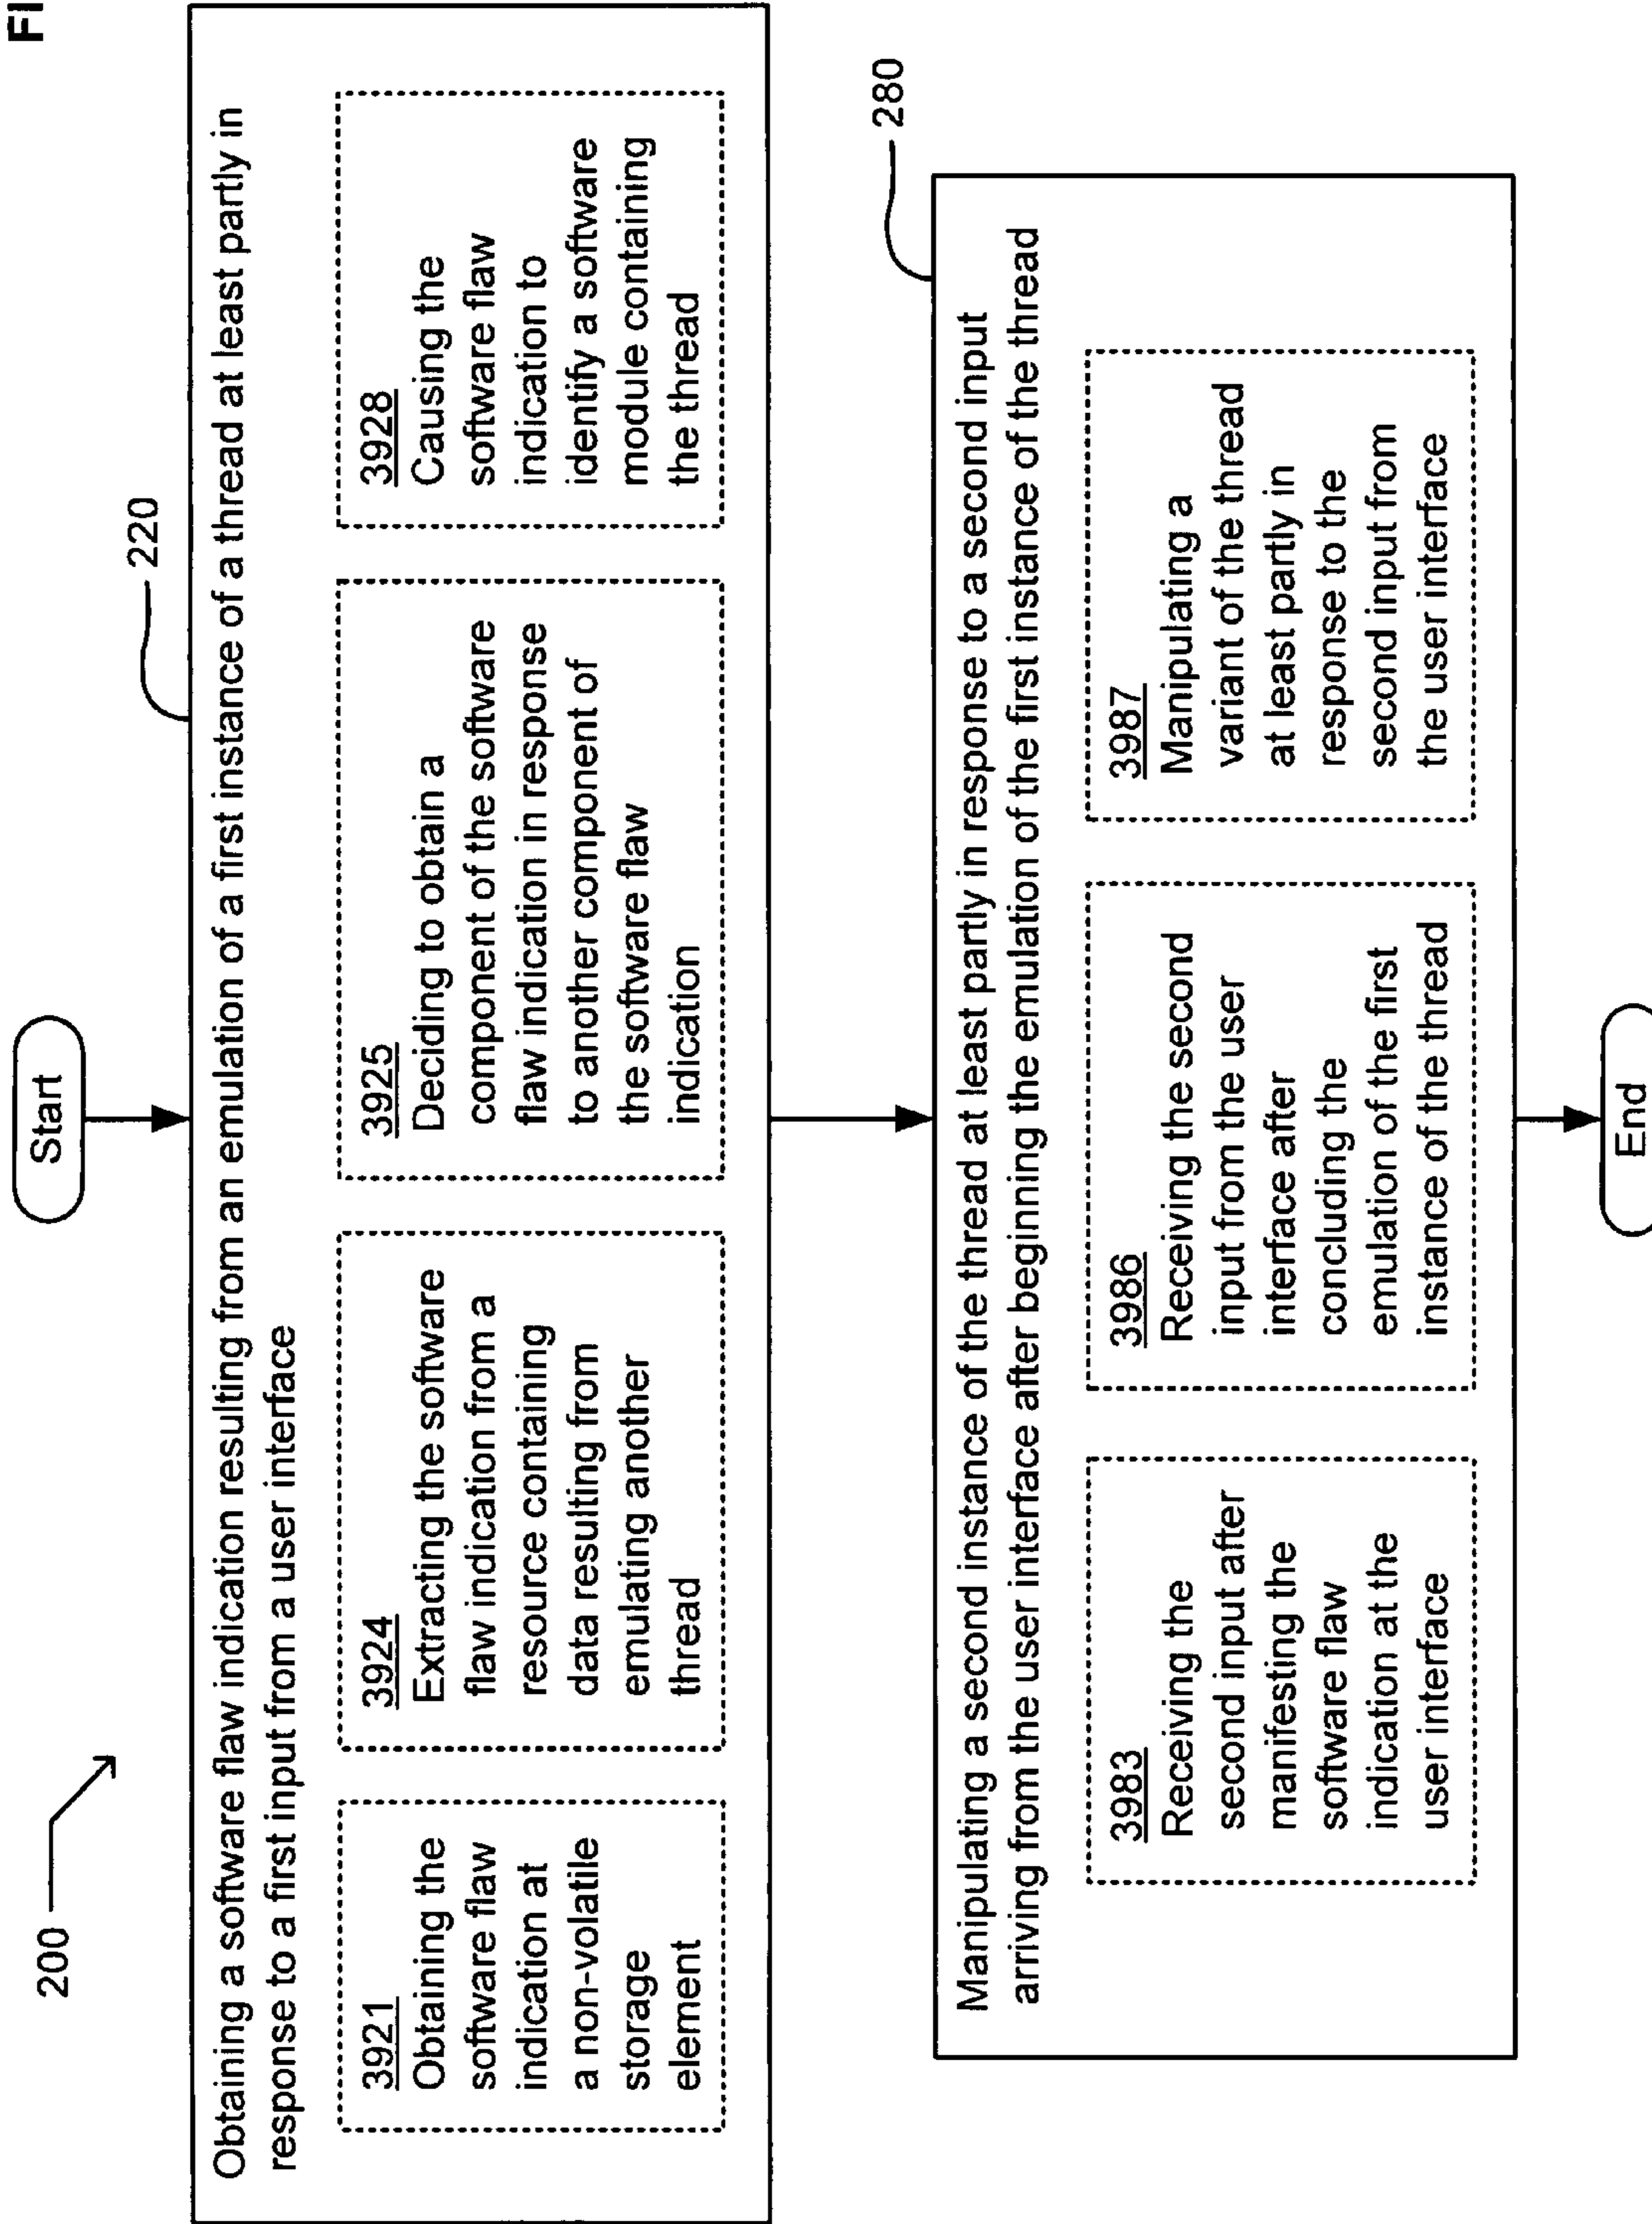 FI
200
Start
220
Obtaining a software flaw indication resulting from an emulation of a first instance of a thread at least partly in
response to a first input from a user interface
3921
Obtaining the
software flaw
indication at
a non-volatile
storage
element
3924
Extracting the software
flaw indication from a
resource containing
data resulting from
emulating another
thread
3925
Deciding to obtain a
component of the software
flaw indication in response
to another component of
the software flaw
indication
3928
Causing the
software flaw
indication to
identify a software
module containing
the thread
280
Manipulating a second instance of the thread at least partly in response to a second input
arriving from the user interface after beginning the emulation of the first instance of the thread
3983
Receiving the
second input after
manifesting the
software flaw
indication at the
user interface
3986
Receiving the second
input from the user
interface after
concluding the
emulation of the first
instance of the thread
3987
Manipulating a
variant of the thread
at least partly in
response to the
second input from
the user interface
End